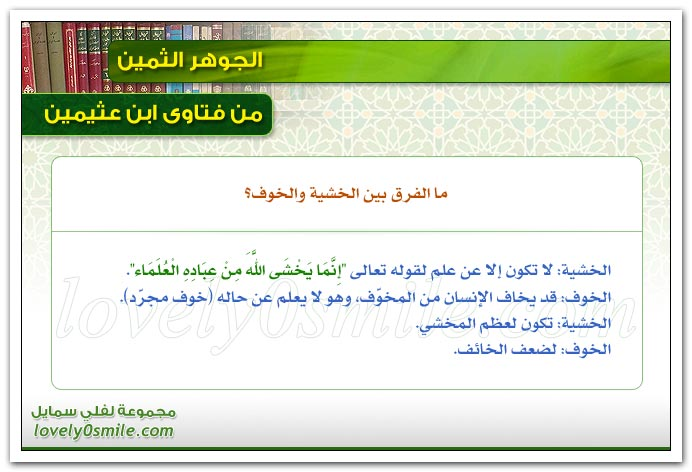 الجوهر الثمين
من فتاوى ابن عثيمين
ما الفرق بين الخشية والخوف؟
الخشية: لا تكون إلا عن علم لقوله تعالى "إِنَّمَا يَخْشَى اللَّهَ مِنْ عِبَادِهِ الْعُلَمَاء".
الخوف: قد يخاف الإنسان من المخوّف، وهو لا يعلم عن حاله (خوف مجرّد).
الخشية: تكون لعظم المخشي.
الخوف: لضعف الخائف.
lovely0smile.com
مجموعة لفلي سمايل
lovely0smile.com